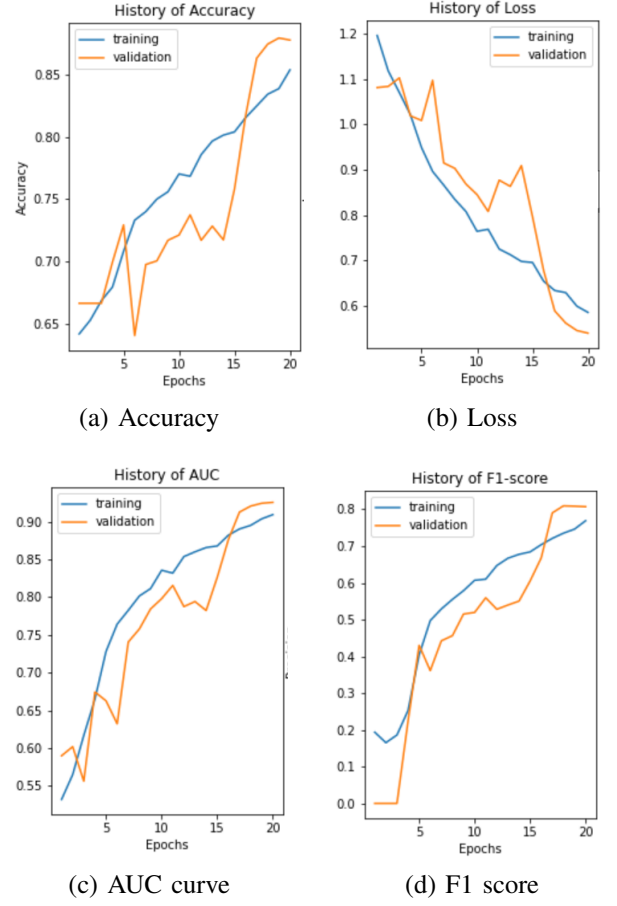 History of Accuracy
training
validation
0.85
0.80
0.75
0.70
0.65
Accuracy
5
10
15
20
Epochs
(a) Accuracy
History of Loss
training
validation
1.2
1.1
1.0
0.9
0.8
0.7
0.6
5
10
15
20
Epochs
(b) Loss
History of AUC
training
validation
0.90
0.85
0.80
0.75
0.70
0.65
0.60
0.55
5
10
15
20
Epochs
(c) AUC curve
History of F1-score
training
validation
0.8
0.7
0.6
0.5
0.4
0.3
0.2
0.1
0.0
5
10
15
20
Epochs
(d) F1 score